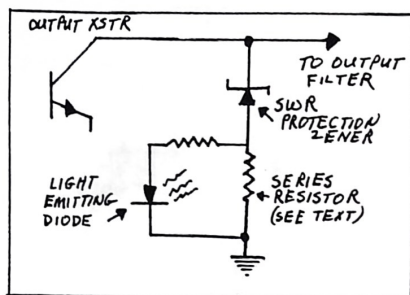 OUTPUT XSTR
TO OUTPUT
FILTER
SWR
PROTECTION
ZENER
LIGHT
EMITTING
DIODE
SERIES
RESISTOR
(SEE TEXT)